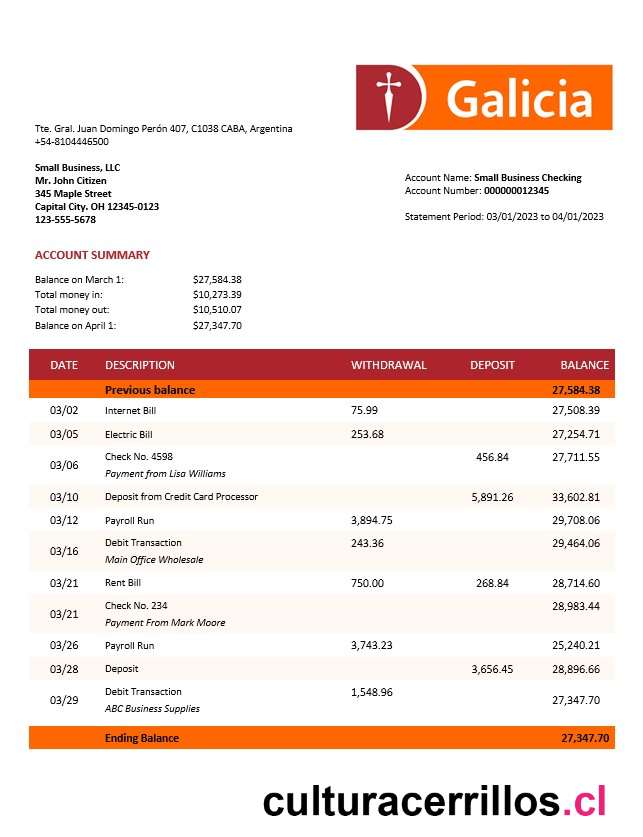 Galicia
Tte. Gral. Juan Domingo Perón 407, C1038 CABA, Argentina
+54-8104446500
Small Business, LLC
Mr. John Citizen
345 Maple Street
Capital City. OH 12345-0123
123-555-5678
Account Name: Small Business Checking
Account Number: 000000012345
Statement Period: 03/01/2023 to 04/01/2023
ACCOUNT SUMMARY
Balance on March 1: $27,584.38
Total money in: $10,273.39
Total money out: $10,510.07
Balance on April 1: $27,347.70
DATE DESCRIPTION WITHDRAWAL DEPOSIT BALANCE
Previous balance 27,584.38
03/02 Internet Bill 75.99 27,508.39
03/05 Electric Bill 253.68 27,254.71
03/06 Check No. 4598 456.84 27,711.55
Payment from Lisa Williams
03/10 Deposit from Credit Card Processor 5,891.26 33,602.81
03/12 Payroll Run 3,894.75 29,708.06
03/16 Debit Transaction 243.36 29,464.06
Main Office Wholesale
03/21 Rent Bill 750.00 268.84 28,714.60
03/21 Check No. 234 28,983.44
Payment From Mark Moore
03/26 Payroll Run 3,743.23 25,240.21
03/28 Deposit 3,656.45 28,896.66
03/29 Debit Transaction 1,548.96 27,347.70
ABC Business Supplies
Ending Balance 27,347.70
culturacerrillos.cl